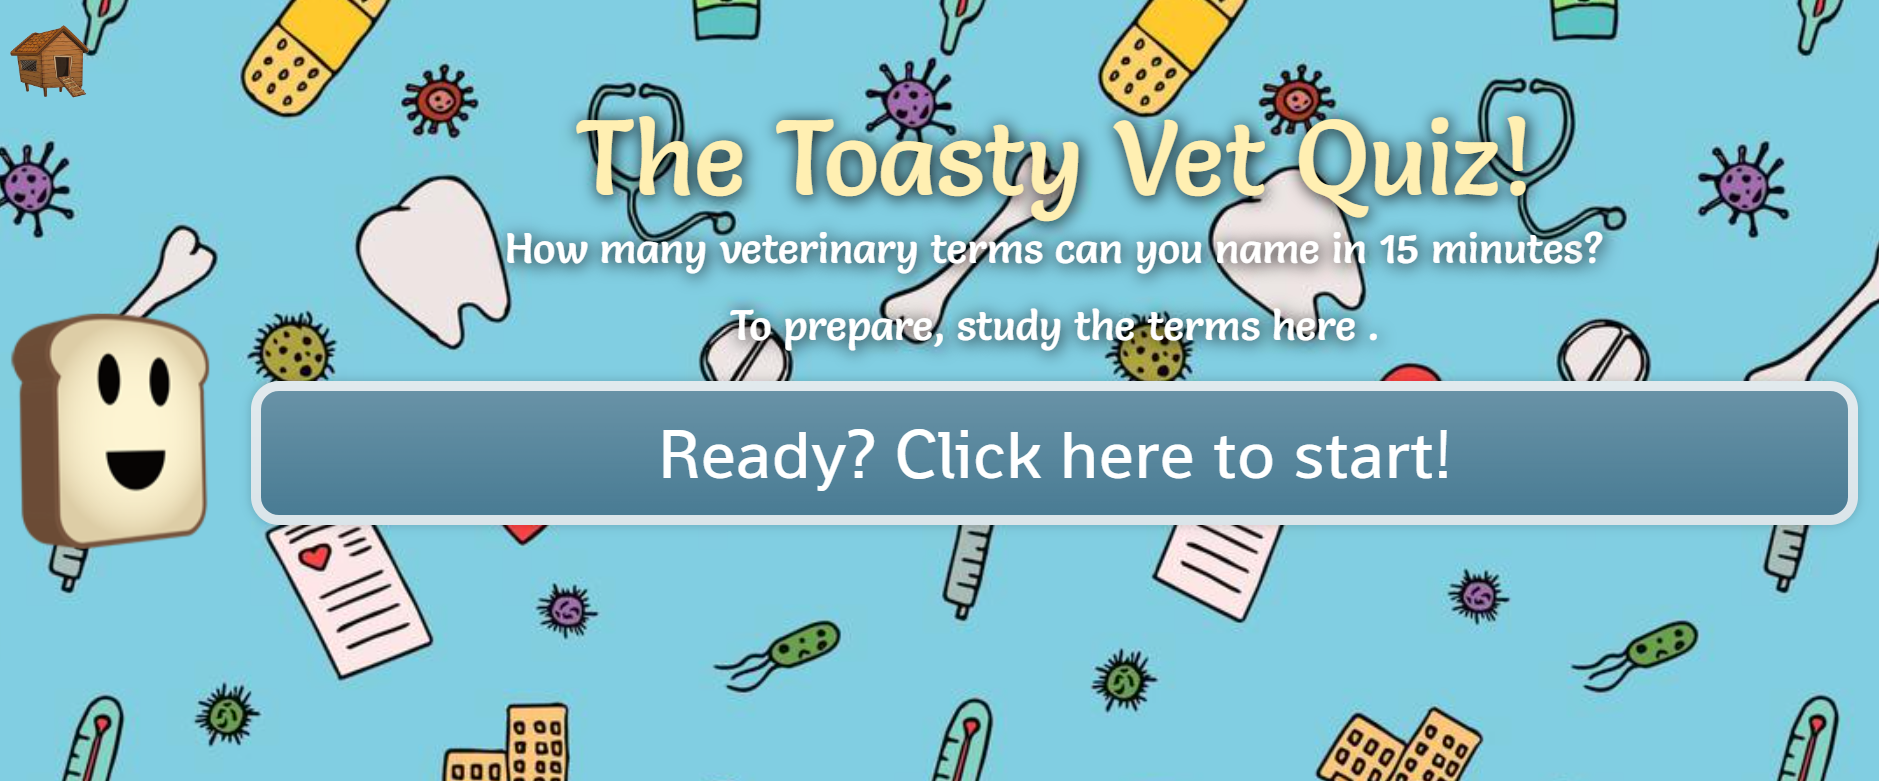 The Toasty Vet Quiz!
How many veterinary terms can you name in 15 minutes?
To prepare, study the terms here .
Ready? Click here to start!